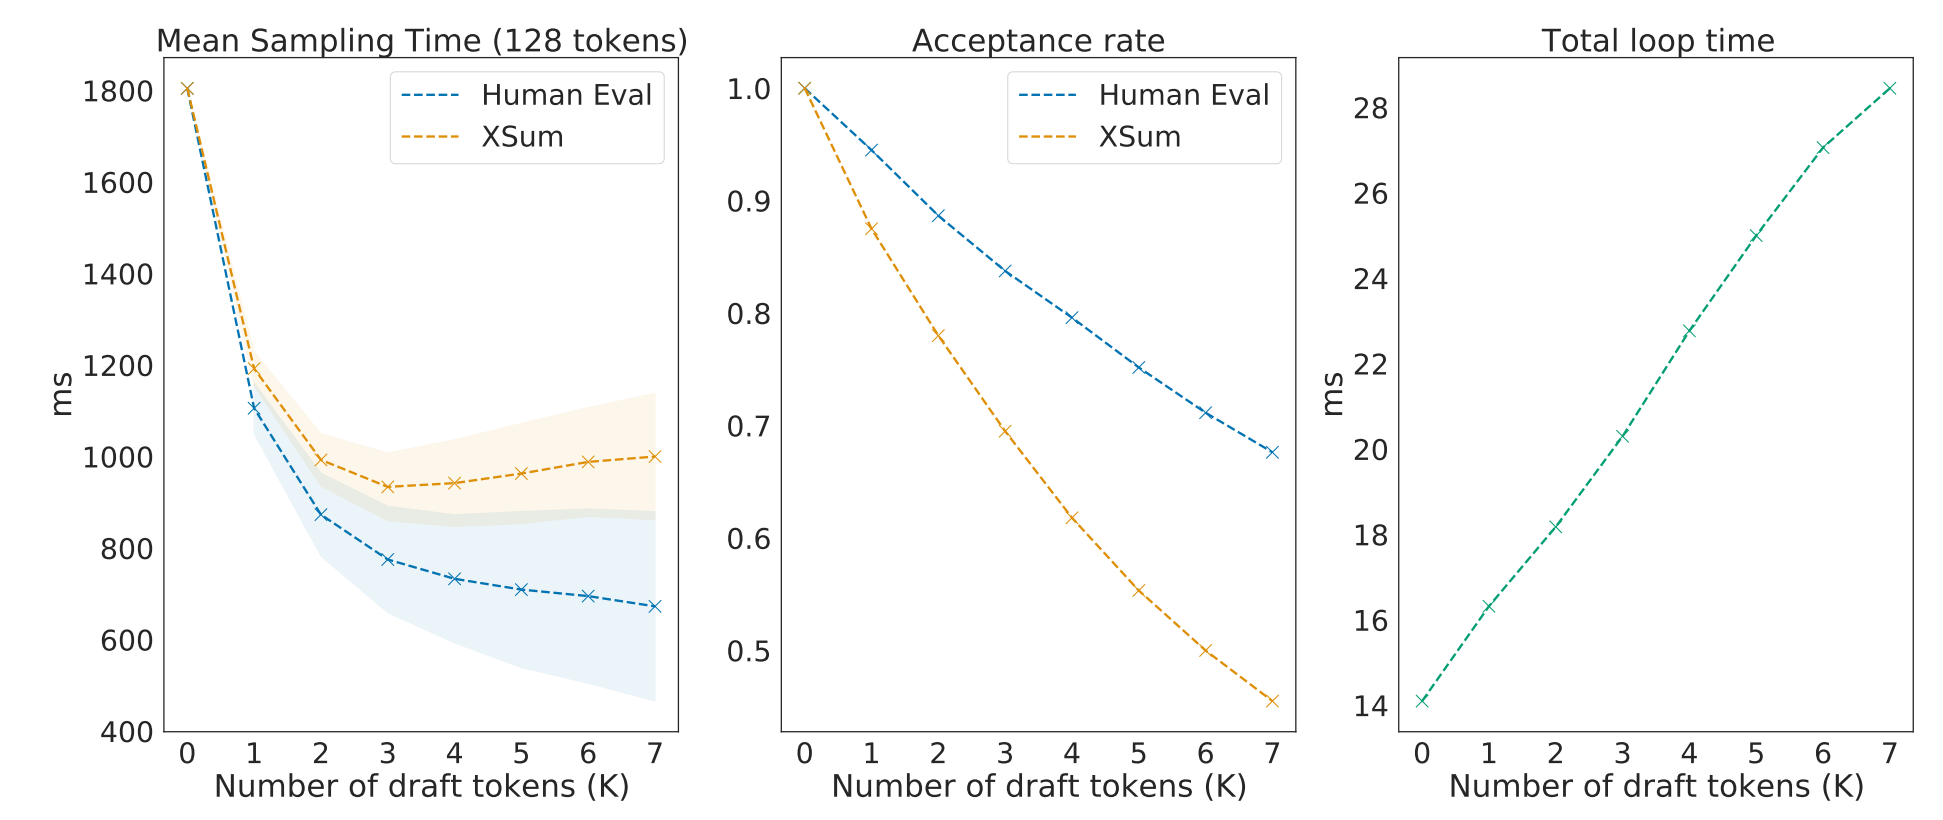 Mean Sampling Time (128 tokens)
1800
1600
1400
1200
1000
800
600
400
ms
Human Eval
XSum
0 1 2 3 4 5 6 7
Number of draft tokens (K)
Acceptance rate
1.0
0.9
0.8
0.7
0.6
0.5
Human Eval
XSum
0 1 2 3 4 5 6 7
Number of draft tokens (K)
Total loop time
28
26
24
22
20
18
16
14
ms
0 1 2 3 4 5 6 7
Number of draft tokens (K)